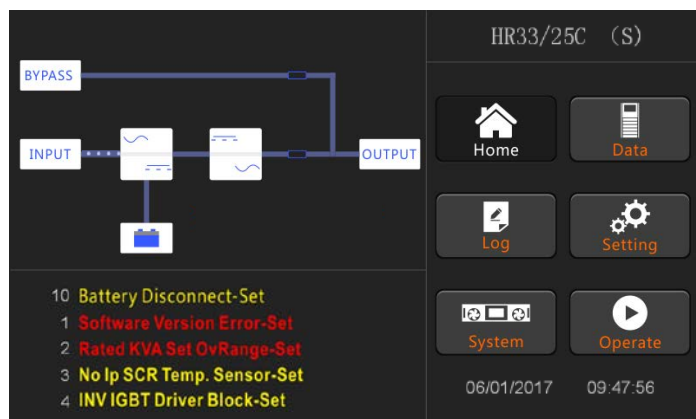 HR33/25C (S)
BYPASS
INPUT
OUTPUT
Home
Data
Log
Setting
System
Operate
10 Battery Disconnect-Set
1 Software Version Error-Set
2 Rated KVA Set OvRange-Set
3 No Ip SCR Temp. Sensor-Set
4 INV IGBT Driver Block-Set
06/01/2017 09:47:56